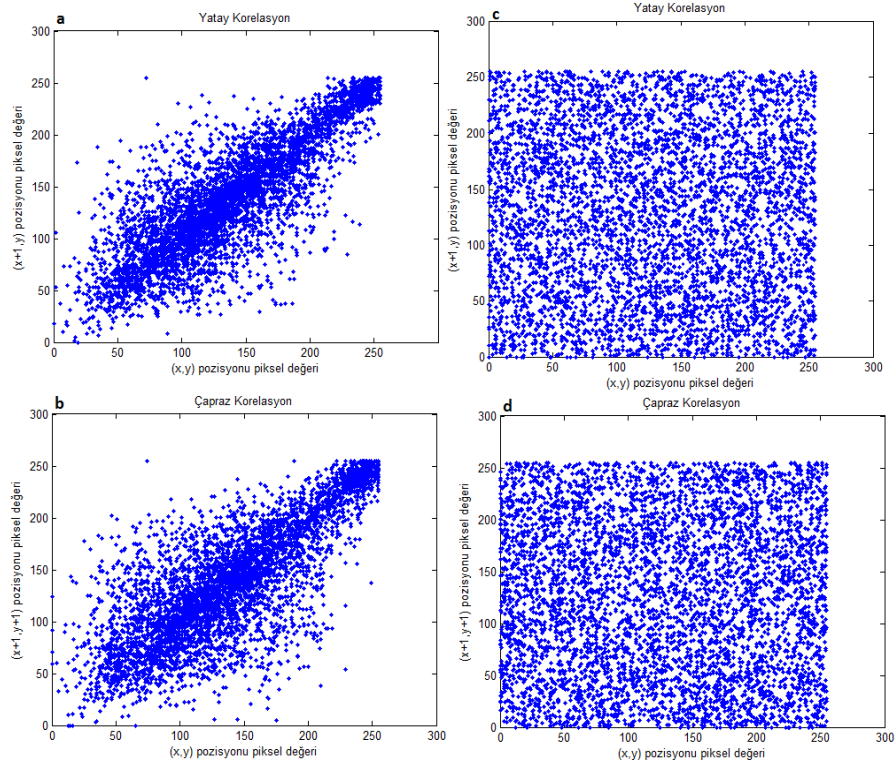 a
Yatay Korelasyon
300
250
200
150
100
50
0
0 50 100 150 200 250
(x+1,y) pozisyonu piksel değeri
(x,y) pozisyonu piksel değeri
c
Yatay Korelasyon
300
250
200
150
100
50
0
0 50 100 150 200 250 300
(x+1 ,y) pozisyonu piksel değeri
(x,y) pozisyonu piksel değeri
b
Çapraz Korelasyon
300
250
200
150
100
50
0
0 50 100 150 200 250 300
(x+1 ,y+1) pozisyonu piksel değeri
(x,y) pozisyonu piksel değeri
d
Çapraz Korelasyon
300
250
200
150
100
50
0
0 50 100 150 200 250 300
(x+1 ,y+1) pozisyonu piksel değeri
(x,y) pozisyonu piksel değeri